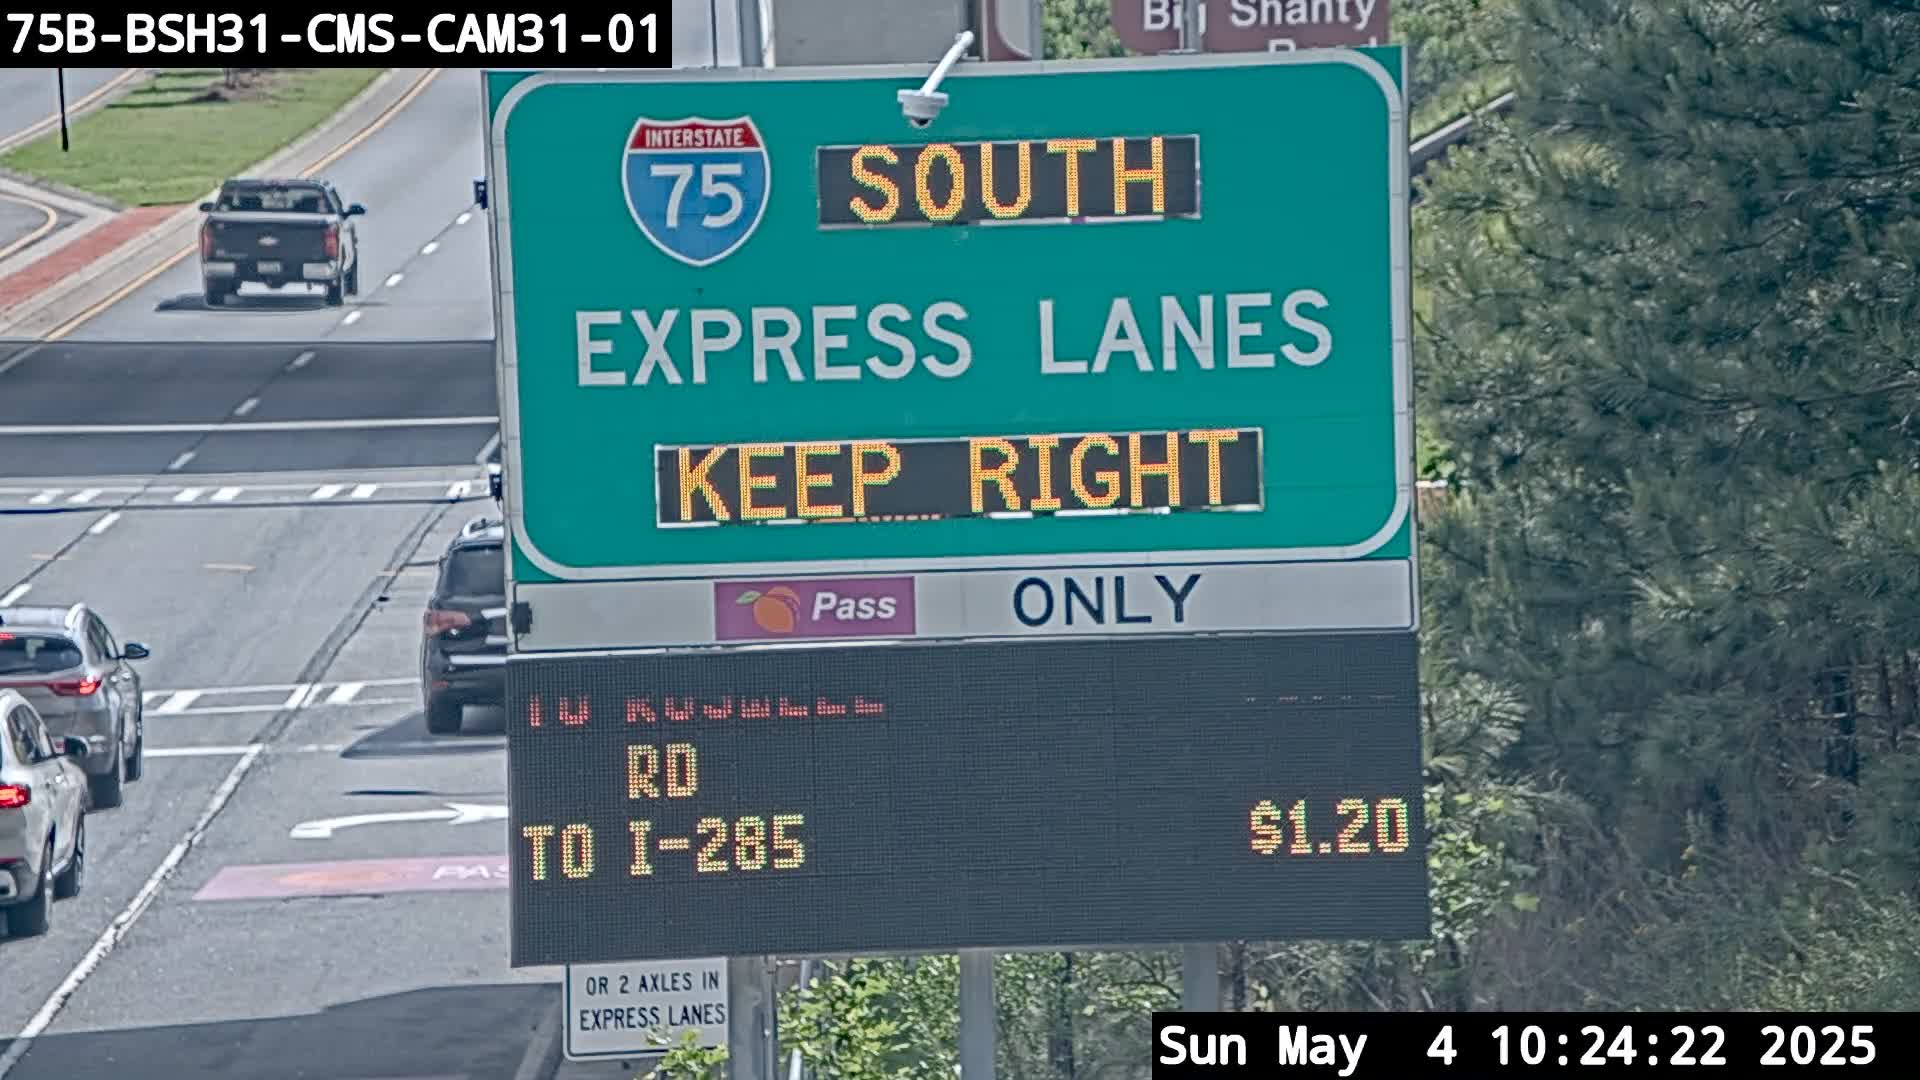 75B-BSH31-CMS-CAM31-01
Big Shanty
INTERSTATE
75
SOUTH
EXPRESS LANES
KEEP RIGHT
Pass ONLY
RD
TO I-285 $1.20
PAS
OR 2 AXLES IN
EXPRESS LANES
Sun May 4 10:24:22 2025